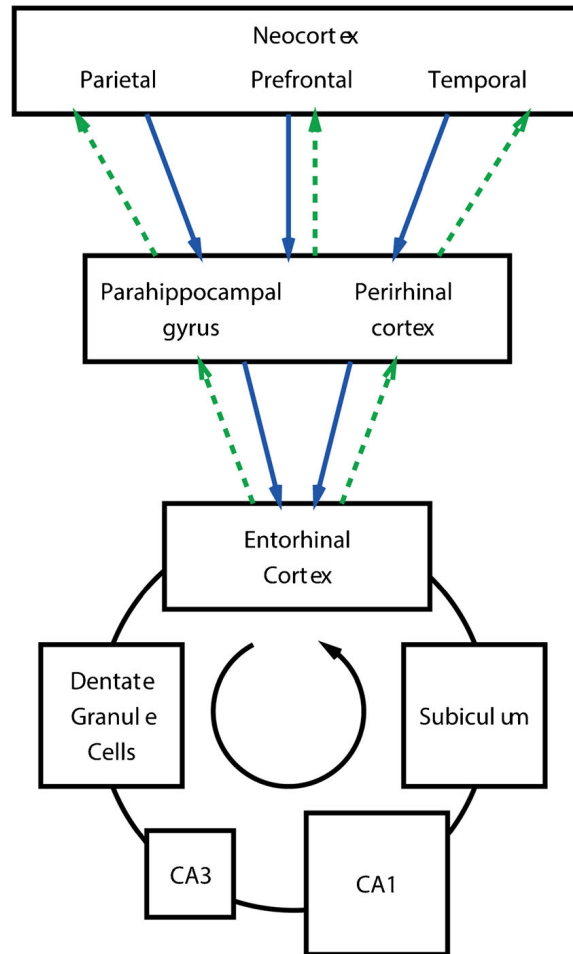 Neocortex
Parietal Prefrontal Temporal
Parahippocampal gyrus
Perirhinal cortex
Entorhinal
Cortex
Dentate
Granule
Cells
Subiculum
CA3
CA1